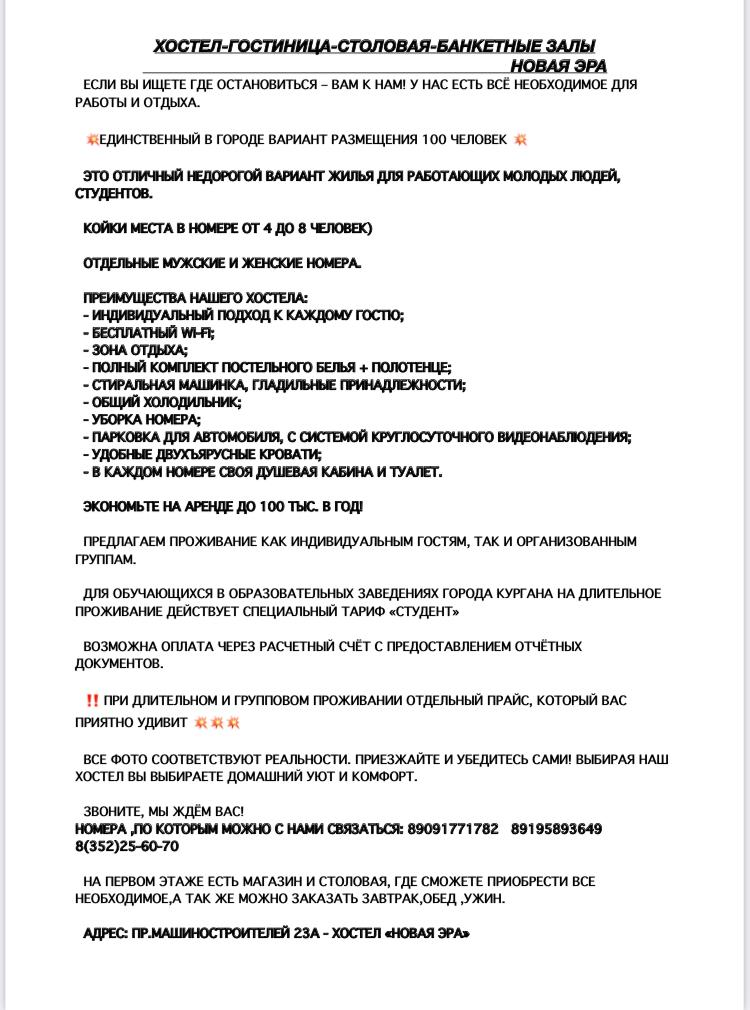 ХОСТЕЛ-ГОСТИНИЦА-СТОЛОВАЯ-БАНКЕТНЫЕ ЗАЛЫ
НОВАЯ ЭРА
ЕСЛИ ВЫ ИЩЕТЕ ГДЕ ОСТАНОВИТЬСЯ – ВАМ К НАМ! У НАС ЕСТЬ ВСЁ НЕОБХОДИМОЕ ДЛЯ
РАБОТЫ И ОТДЫХА.
💥ЕДИНСТВЕННЫЙ В ГОРОДЕ ВАРИАНТ РАЗМЕЩЕНИЯ 100 ЧЕЛОВЕК 💥
ЭТО ОТЛИЧНЫЙ НЕДОРОГОЙ ВАРИАНТ ЖИЛЬЯ ДЛЯ РАБОТАЮЩИХ МОЛОДЫХ ЛЮДЕЙ,
СТУДЕНТОВ.
КОЙКИ МЕСТА В НОМЕРЕ ОТ 4 ДО 8 ЧЕЛОВЕК)
ОТДЕЛЬНЫЕ МУЖСКИЕ И ЖЕНСКИЕ НОМЕРА.
ПРЕИМУЩЕСТВА НАШЕГО ХОСТЕЛА:
- ИНДИВИДУАЛЬНЫЙ ПОДХОД К КАЖДОМУ ГОСТЮ;
- БЕСПЛАТНЫЙ WI-FI;
- ЗОНА ОТДЫХА;
- ПОЛНЫЙ КОМПЛЕКТ ПОСТЕЛЬНОГО БЕЛЬЯ + ПОЛОТЕНЦЕ;
- СТИРАЛЬНАЯ МАШИНКА, ГЛАДИЛЬНЫЕ ПРИНАДЛЕЖНОСТИ;
- ОБЩИЙ ХОЛОДИЛЬНИК;
- УБОРКА НОМЕРА;
- ПАРКОВКА ДЛЯ АВТОМОБИЛЯ, С СИСТЕМОЙ КРУГЛОСУТОЧНОГО ВИДЕОНАБЛЮДЕНИЯ;
- УДОБНЫЕ ДВУХЪЯРУСНЫЕ КРОВАТИ;
- В КАЖДОМ НОМЕРЕ СВОЯ ДУШЕВАЯ КАБИНА И ТУАЛЕТ.
ЭКОНОМЬТЕ НА АРЕНДЕ ДО 100 ТЫС. В ГОД!
ПРЕДЛАГАЕМ ПРОЖИВАНИЕ КАК ИНДИВИДУАЛЬНЫМ ГОСТЯМ, ТАК И ОРГАНИЗОВАННЫМ
ГРУППАМ.
ДЛЯ ОБУЧАЮЩИХСЯ В ОБРАЗОВАТЕЛЬНЫХ ЗАВЕДЕНИЯХ ГОРОДА КУРГАНА НА ДЛИТЕЛЬНОЕ
ПРОЖИВАНИЕ ДЕЙСТВУЕТ СПЕЦИАЛЬНЫЙ ТАРИФ «СТУДЕНТ»
ВОЗМОЖНА ОПЛАТА ЧЕРЕЗ РАСЧЕТНЫЙ СЧЁТ С ПРЕДОСТАВЛЕНИЕМ ОТЧЁТНЫХ
ДОКУМЕНТОВ.
‼️ ПРИ ДЛИТЕЛЬНОМ И ГРУППОВОМ ПРОЖИВАНИИ ОТДЕЛЬНЫЙ ПРАЙС, КОТОРЫЙ ВАС
ПРИЯТНО УДИВИТ 💥💥💥
ВСЕ ФОТО СООТВЕТСТВУЮТ РЕАЛЬНОСТИ. ПРИЕЗЖАЙТЕ И УБЕДИТЕСЬ САМИ! ВЫБИРАЯ НАШ
ХОСТЕЛ ВЫ ВЫБИРАЕТЕ ДОМАШНИЙ УЮТ И КОМФОРТ.
ЗВОНИТЕ, МЫ ЖДЁМ ВАС!
НОМЕРА ,ПО КОТОРЫМ МОЖНО С НАМИ СВЯЗАТЬСЯ: 89091771782 89195893649
8(352)25-60-70
НА ПЕРВОМ ЭТАЖЕ ЕСТЬ МАГАЗИН И СТОЛОВАЯ, ГДЕ СМОЖЕТЕ ПРИОБРЕСТИ ВСЕ
НЕОБХОДИМОЕ,А ТАК ЖЕ МОЖНО ЗАКАЗАТЬ ЗАВТРАК,ОБЕД ,УЖИН.
АДРЕС: ПР.МАШИНОСТРОИТЕЛЕЙ 23А - ХОСТЕЛ «НОВАЯ ЭРА»